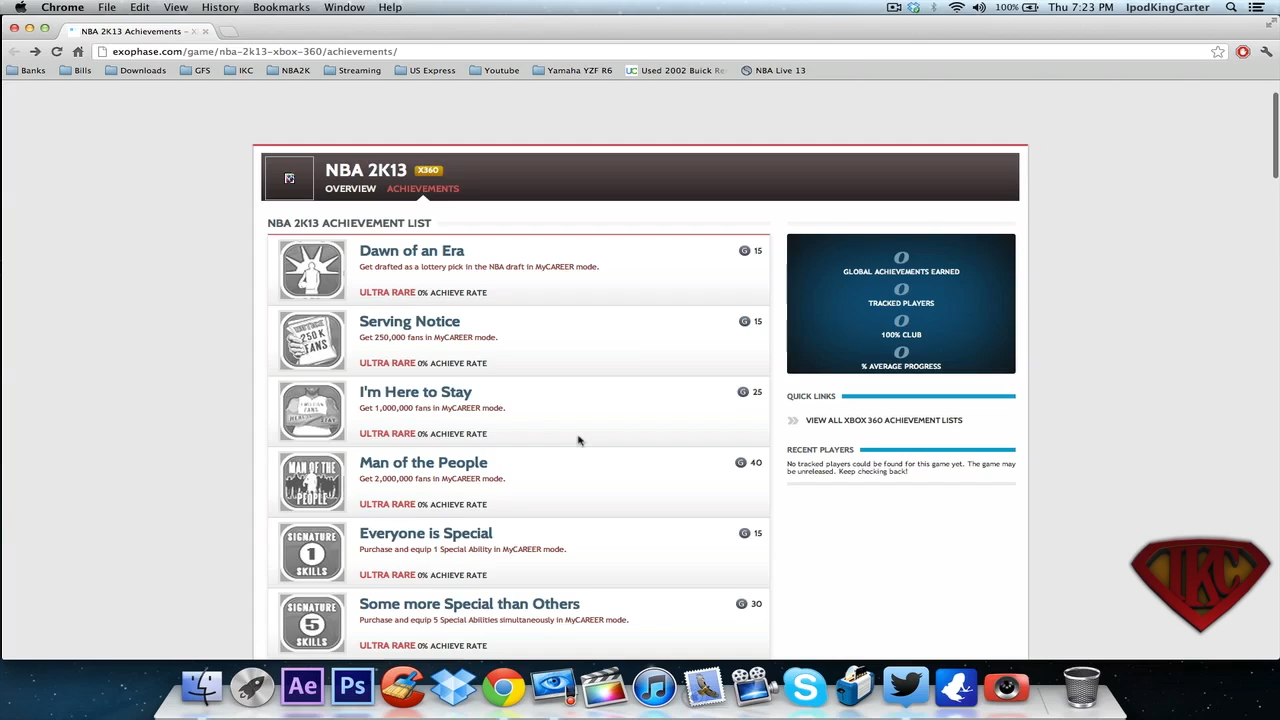 Chrome File Edit View History Bookmarks Window Help 100% Thu 7:23 PM IpodKingCarter
NBA 2K13 Achievements -
exophase.com/game/nba-2k13-xbox-360/achievements/
Banks Bills Downloads GFS IKC NBA2K Streaming US Express Youtube Yamaha YZF R6 UC Used 2002 Buick Re NBA Live 13
NBA 2K13 X360
OVERVIEW ACHIEVEMENTS
NBA 2K13 ACHIEVEMENT LIST
Dawn of an Era G 15
Get drafted as a lottery pick in the NBA draft in MyCAREER mode.
ULTRA RARE 0% ACHIEVE RATE
250 K
FANS
Serving Notice G 15
Get 250,000 fans in MyCAREER mode.
ULTRA RARE 0% ACHIEVE RATE
I'm Here to Stay G 25
Get 1,000,000 fans in MyCAREER mode.
ULTRA RARE 0% ACHIEVE RATE
MAN OF THE
PEOPLE
Man of the People G 40
Get 2,000,000 fans in MyCAREER mode.
ULTRA RARE 0% ACHIEVE RATE
SIGNATURE
1
SKILLS
Everyone is Special G 15
Purchase and equip 1 Special Ability in MyCAREER mode.
ULTRA RARE 0% ACHIEVE RATE
SIGNATURE
5
SKILLS
Some more Special than Others G 30
Purchase and equip 5 Special Abilities simultaneously in MyCAREER mode.
ULTRA RARE 0% ACHIEVE RATE
0
GLOBAL ACHIEVEMENTS EARNED
0
TRACKED PLAYERS
0
100% CLUB
0
% AVERAGE PROGRESS
QUICK LINKS
VIEW ALL XBOX 360 ACHIEVEMENT LISTS
RECENT PLAYERS
No tracked players could be found for this game yet. The game may
be unreleased. Keep checking back!
IKC
Ae Ps